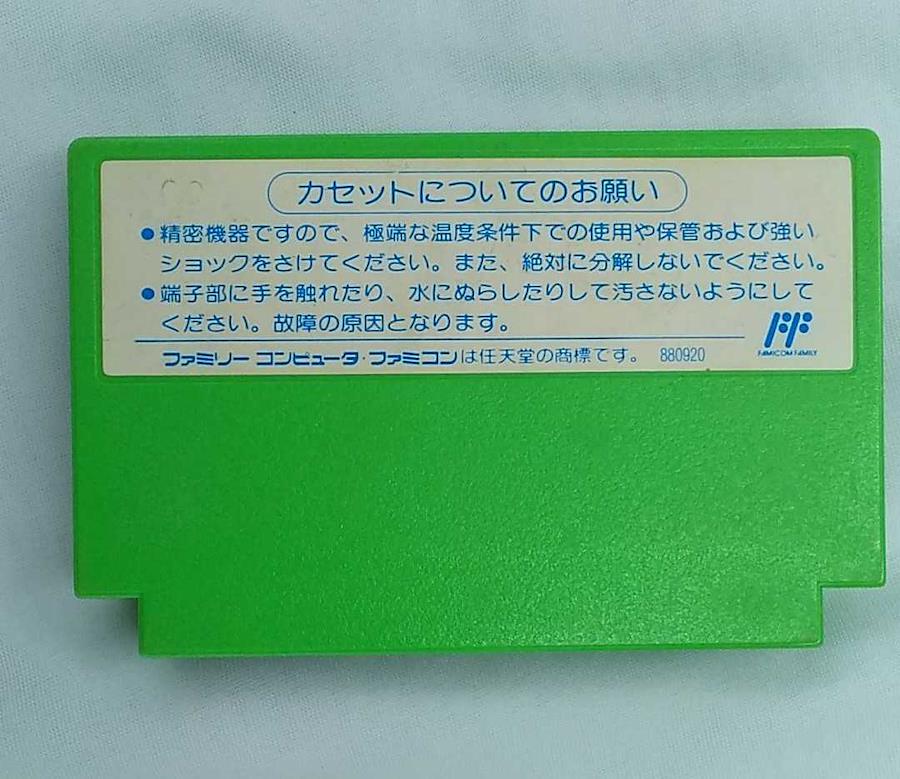 カセットについてのお願い
●精密機器ですので、極端な温度条件下での使用や保管および強い
ショックをさけてください。また、絶対に分解しないでください。
●端子部に手を触れたり、水にぬらしたりして汚さないようにして
ください。故障の原因となります。
FF
FAMICOM FAMILY
ファミリー コンピュータ・ファミコンは任天堂の商標です。 880920